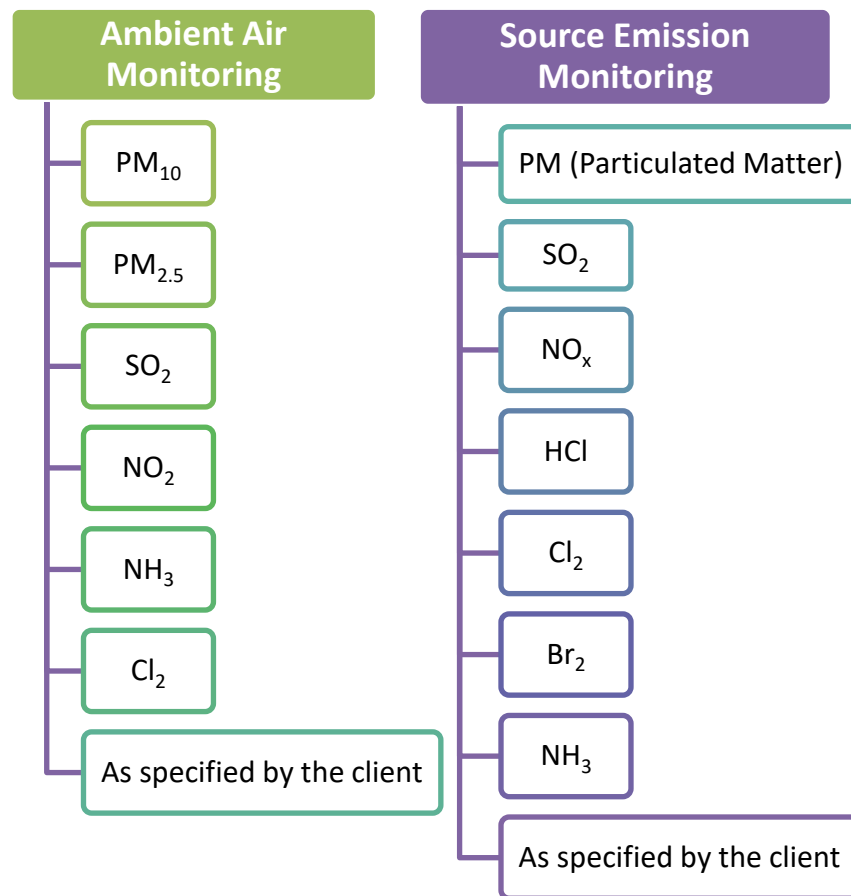 Ambient Air
Monitoring
PM₁₀
PM₂.₅
SO₂
NO₂
NH₃
Cl₂
As specified by the client
Source Emission
Monitoring
PM (Particulated Matter)
SO₂
NOₓ
HCl
Cl₂
Br₂
NH₃
As specified by the client